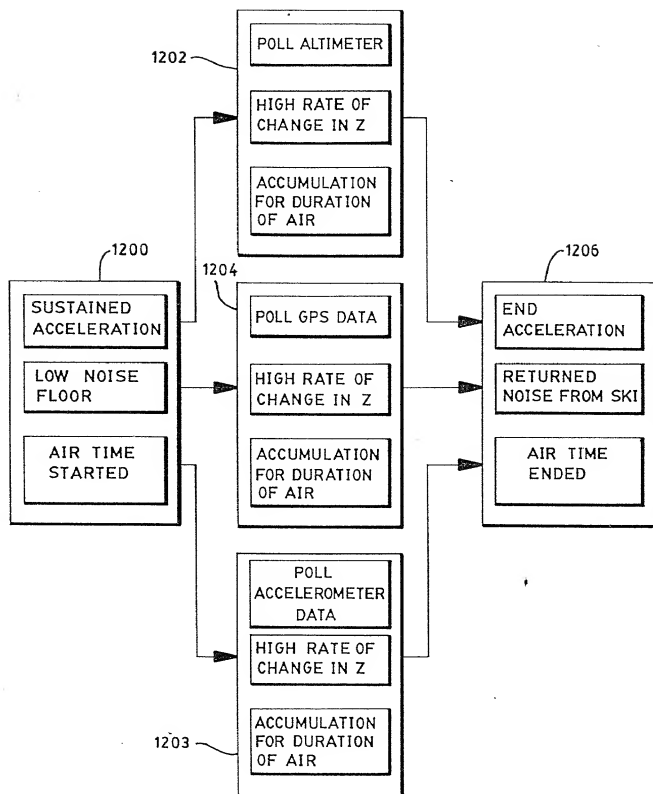 1202
POLL ALTIMETER
HIGH RATE OF
CHANGE IN Z
ACCUMULATION
FOR DURATION
OF AIR
1200
SUSTAINED
ACCELERATION
LOW NOISE
FLOOR
AIR TIME
STARTED
1204
POLL GPS DATA
HIGH RATE OF
CHANGE IN Z
ACCUMULATION
FOR DURATION
OF AIR
1206
END
ACCELERATION
RETURNED
NOISE FROM SKI
AIR TIME
ENDED
POLL
ACCELEROMETER
DATA
HIGH RATE OF
CHANGE IN Z
1203
ACCUMULATION
FOR DURATION
OF AIR